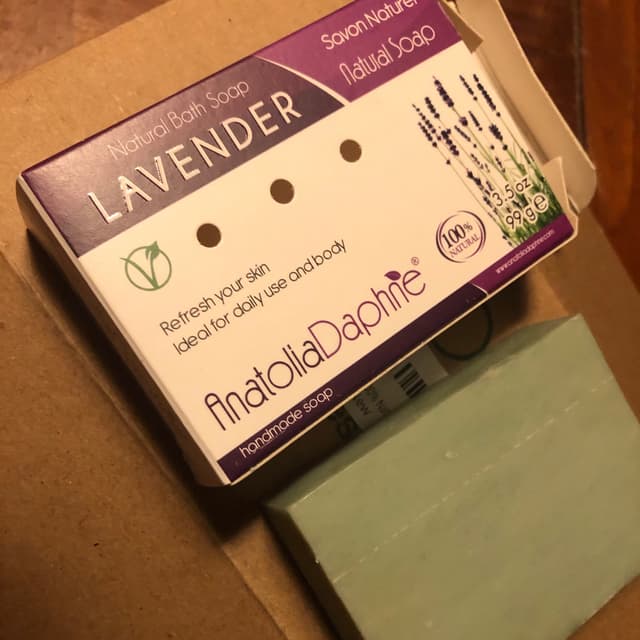 Savon Naturel
Natural Soap
Natural Bath Soap
LAVENDER
3.5 oz
99 g e
Refresh your skin
Ideal for daily use and body
100%
NATURAL
AnatoliaDaphne®
www.anatoliadaphne.com
handmade soap